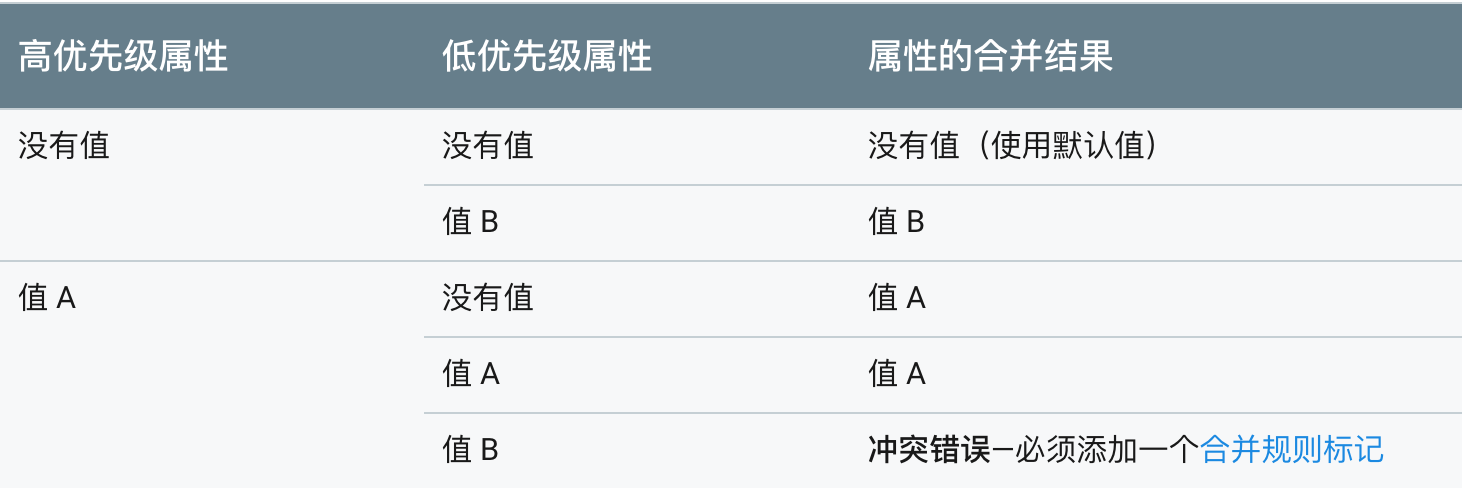 高优先级属性 低优先级属性 属性的合并结果
没有值 没有值 没有值（使用默认值）
值 B 值 B
值 A 没有值 值 A
值 A 值 A
值 B 冲突错误—必须添加一个合并规则标记